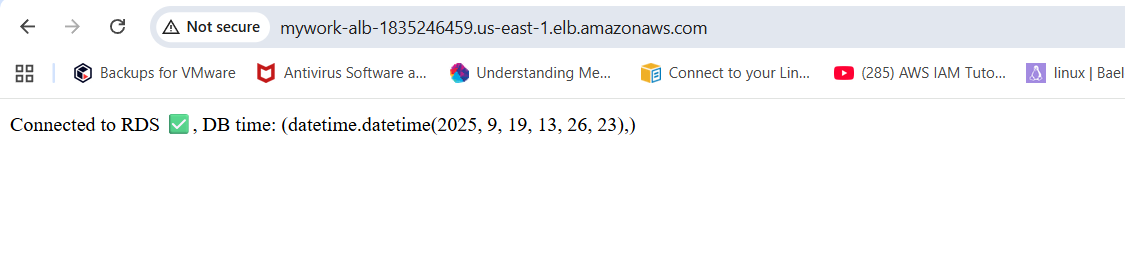 Not secure mywork-alb-1835246459.us-east-1.elb.amazonaws.com
Backups for VMware Antivirus Software a... Understanding Me... Connect to your Lin... (285) AWS IAM Tuto... linux | Bael
Connected to RDS ✅, DB time: (datetime.datetime(2025, 9, 19, 13, 26, 23),)